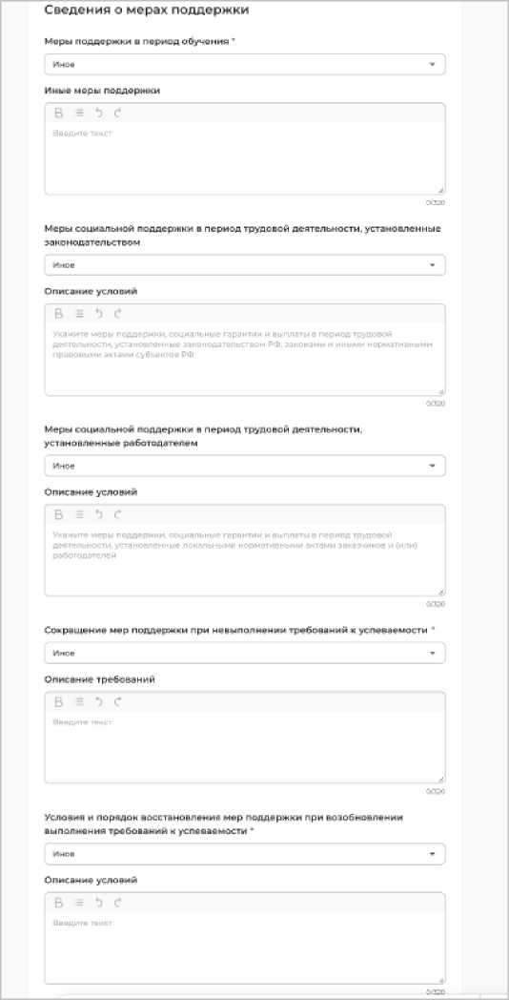 Сведения о мерах поддержки
Меры поддержки в период обучения *
Иное
Иные меры поддержки
B
Введите текст
0/320
Меры социальной поддержки в период трудовой деятельности, установленные
законодательством
Иное
Описание условий
B
Укажите меры поддержки, социальные гарантии и выплаты в период трудовой
деятельности, установленные законодательством РФ, законами и иными нормативными
правовыми актами субъектов РФ
0/320
Меры социальной поддержки в период трудовой деятельности,
установленные работодателем
Иное
Описание условий
B
Укажите меры поддержки, социальные гарантии и выплаты в период трудовой
деятельности, установленные локальными нормативными актами заказчиков и (или)
работодателей
0/320
Сокращение мер поддержки при невыполнении требований к успеваемости *
Иное
Описание требований
B
Введите текст
0/320
Условия и порядок восстановления мер поддержки при возобновлении
выполнения требований к успеваемости *
Иное
Описание условий
B
Введите текст
0/320